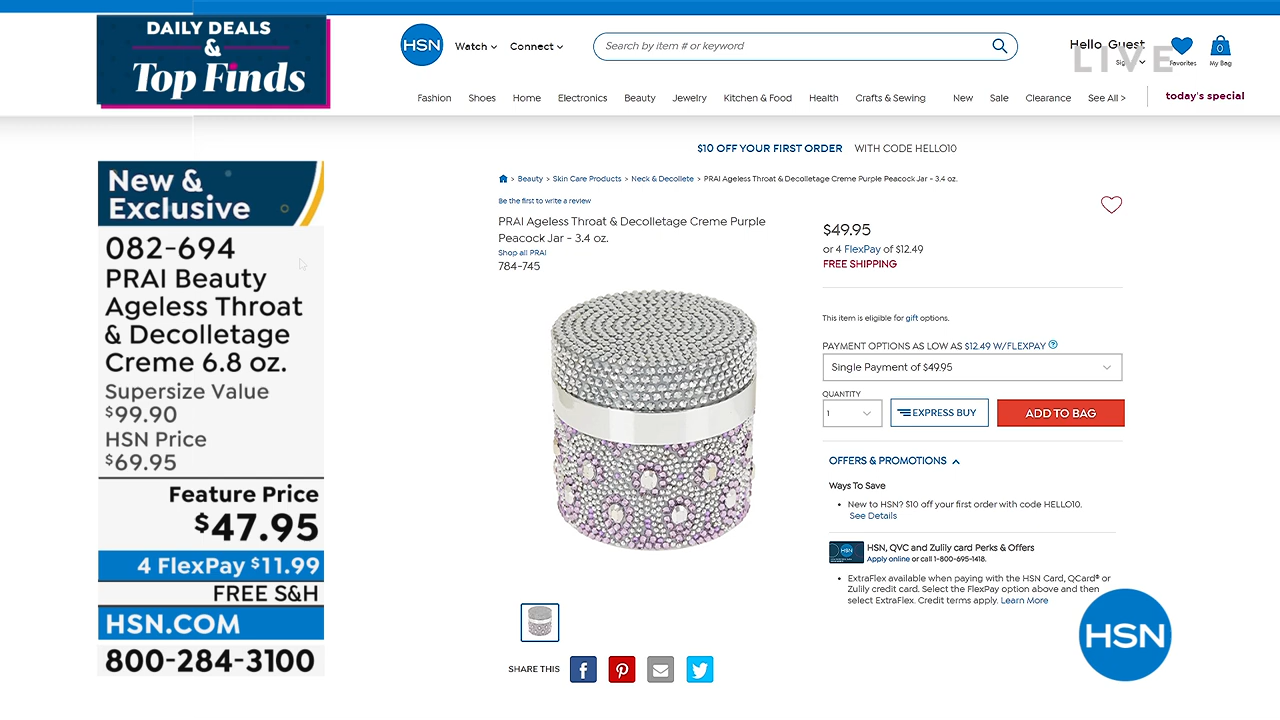 DAILY DEALS
&
Top Finds
HSN
Watch
Connect
Search by item # or keyword
Hello, Guest
LIVE
Favorites
0
My Bag
Fashion
Shoes
Home
Electronics
Beauty
Jewelry
Kitchen & Food
Health
Crafts & Sewing
New
Sale
Clearance
See All >
today's special
$10 OFF YOUR FIRST ORDER WITH CODE HELLO10
> Beauty > Skin Care Products > Neck & Decollete > PRAI Ageless Throat & Decolletage Creme Purple Peacock Jar - 3.4 oz.
Be the first to write a review
PRAI Ageless Throat & Decolletage Creme Purple
Peacock Jar - 3.4 oz.
Shop all PRAI
784-745
New &
Exclusive
082-694
PRAI Beauty
Ageless Throat
& Decolletage
Creme 6.8 oz.
Supersize Value
$99.90
HSN Price
$69.95
Feature Price
$47.95
4 FlexPay $11.99
FREE S&H
HSN.COM
800-284-3100
$49.95
or 4 FlexPay of $12.49
FREE SHIPPING
This item is eligible for gift options.
PAYMENT OPTIONS AS LOW AS $12.49 W/FLEXPAY ?
Single Payment of $49.95
QUANTITY
1
EXPRESS BUY
ADD TO BAG
OFFERS & PROMOTIONS
Ways To Save
• New to HSN? $10 off your first order with code HELLO10.
See Details
HSN
HSN, QVC and Zulily card Perks & Offers
Apply online or call 1-800-695-1418.
• ExtraFlex available when paying with the HSN Card, QCard® or
Zulily credit card. Select the FlexPay option above and then
select ExtraFlex. Credit terms apply. Learn More
SHARE THIS
HSN